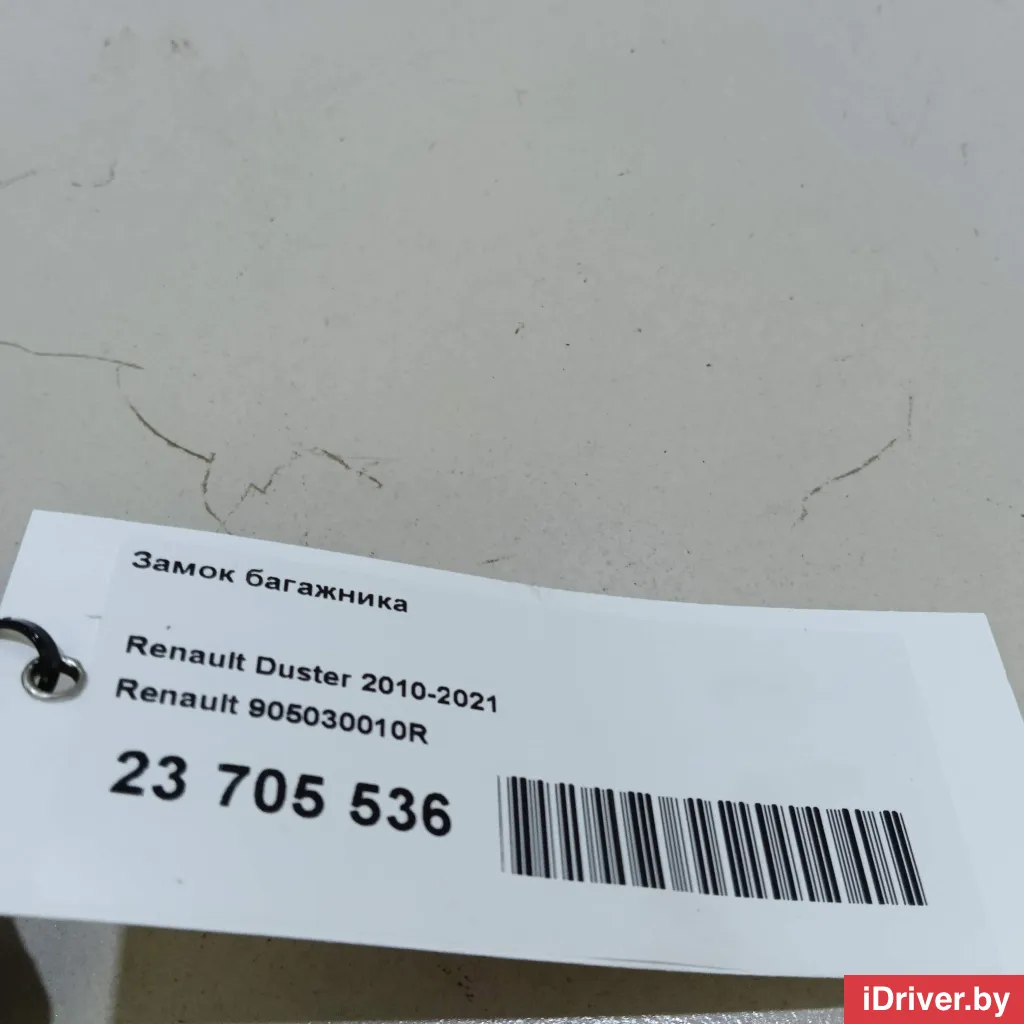 Замок багажника
Renault Duster 2010-2021
Renault 905030010R
23 705 536
iDriver.by